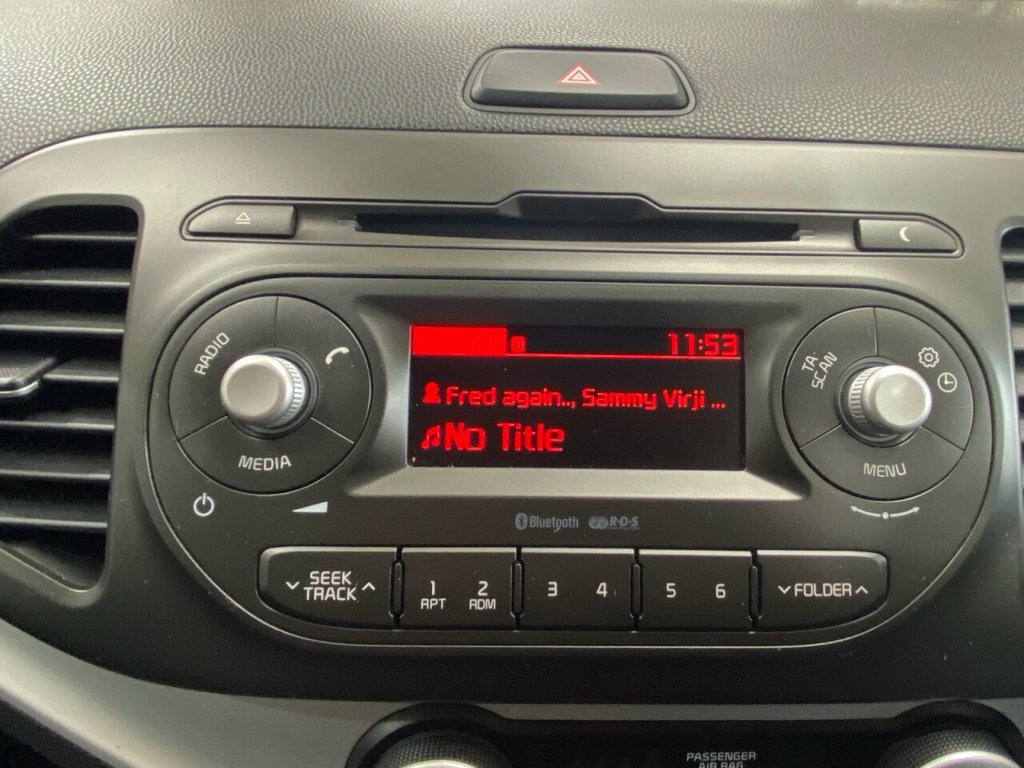 11:53
Fred again.., Sammy Virji ...
No Title
RADIO
MEDIA
TA
SCAN
MENU
Bluetooth R·D·S
SEEK
TRACK
1
RPT
2
RDM
3
4
5
6
FOLDER
PASSENGER
AIR BAG